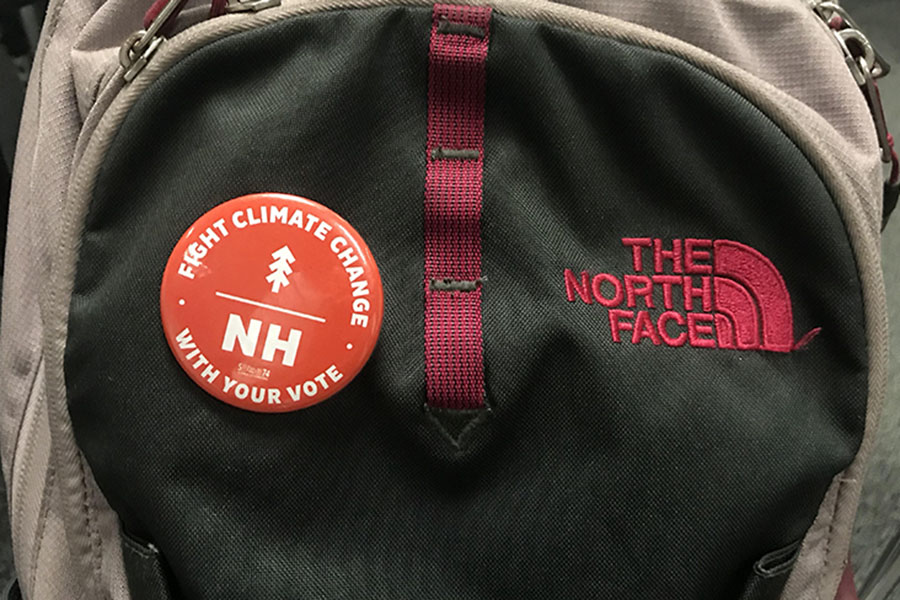 FIGHT CLIMATE CHANGE
NH
WITH YOUR VOTE
THE
NORTH
FACE